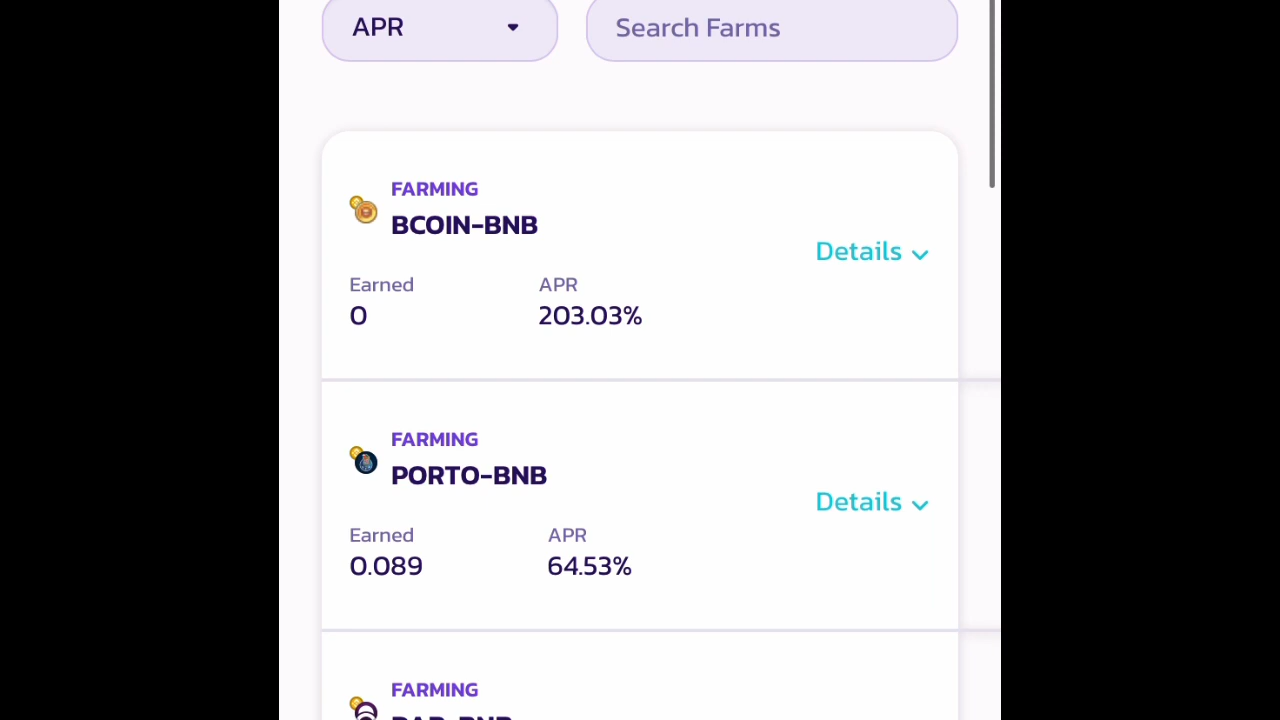 APR
Search Farms
FARMING
BCOIN-BNB
Details
Earned
APR
0
203.03%
FARMING
PORTO-BNB
Details
Earned
APR
0.089
64.53%
FARMING